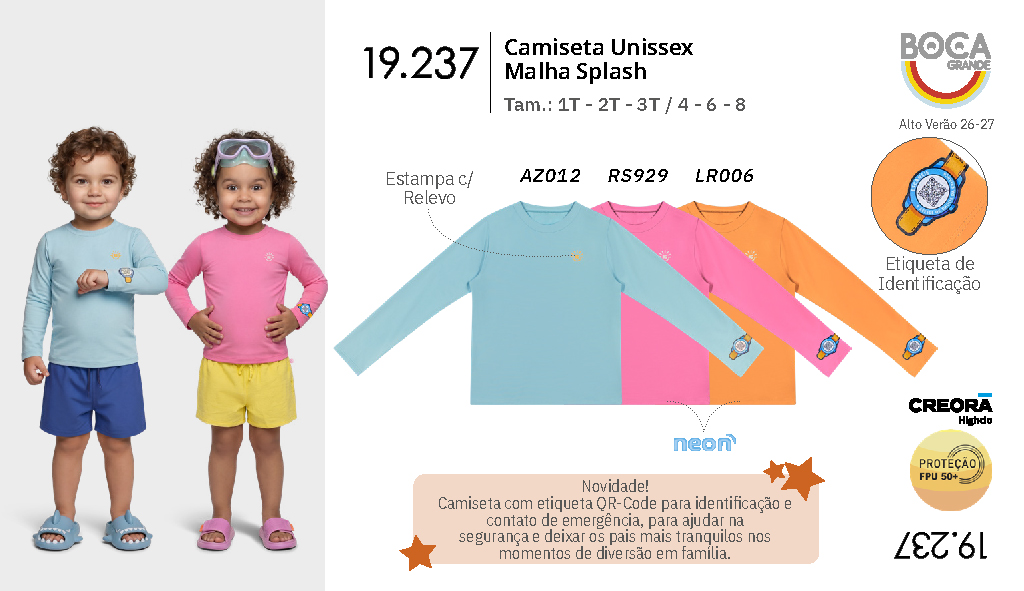 19.237
Camiseta Unissex
Malha Splash
Tam.: 1T - 2T - 3T / 4 - 6 - 8
BOCA
GRANDE
Alto Verão 26-27
Estampa c/
Relevo
AZ012 RS929 LR006
Etiqueta de
Identificação
CREORA
Highclo
neon
PROTEÇÃO
FPU 50+
Novidade!
Camiseta com etiqueta QR-Code para identificação e
contato de emergência, para ajudar na
segurança e deixar os pais mais tranquilos nos
momentos de diversão em família.
19.237